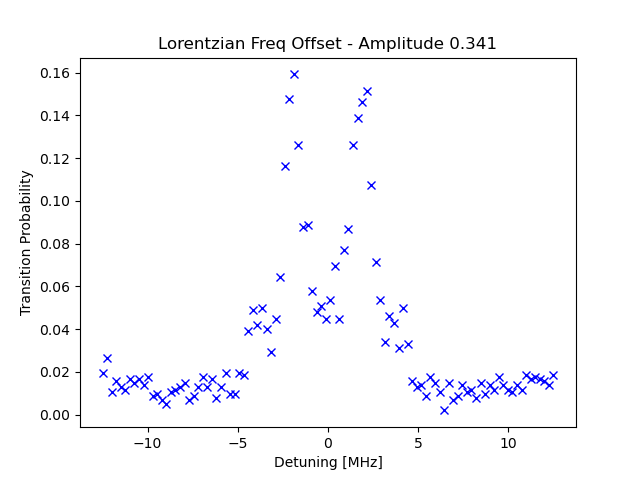 Lorentzian Freq Offset - Amplitude 0.341
0.16
0.14
0.12
0.10
0.08
0.06
0.04
0.02
0.00
Transition Probability
−10 −5 0 5 10
Detuning [MHz]